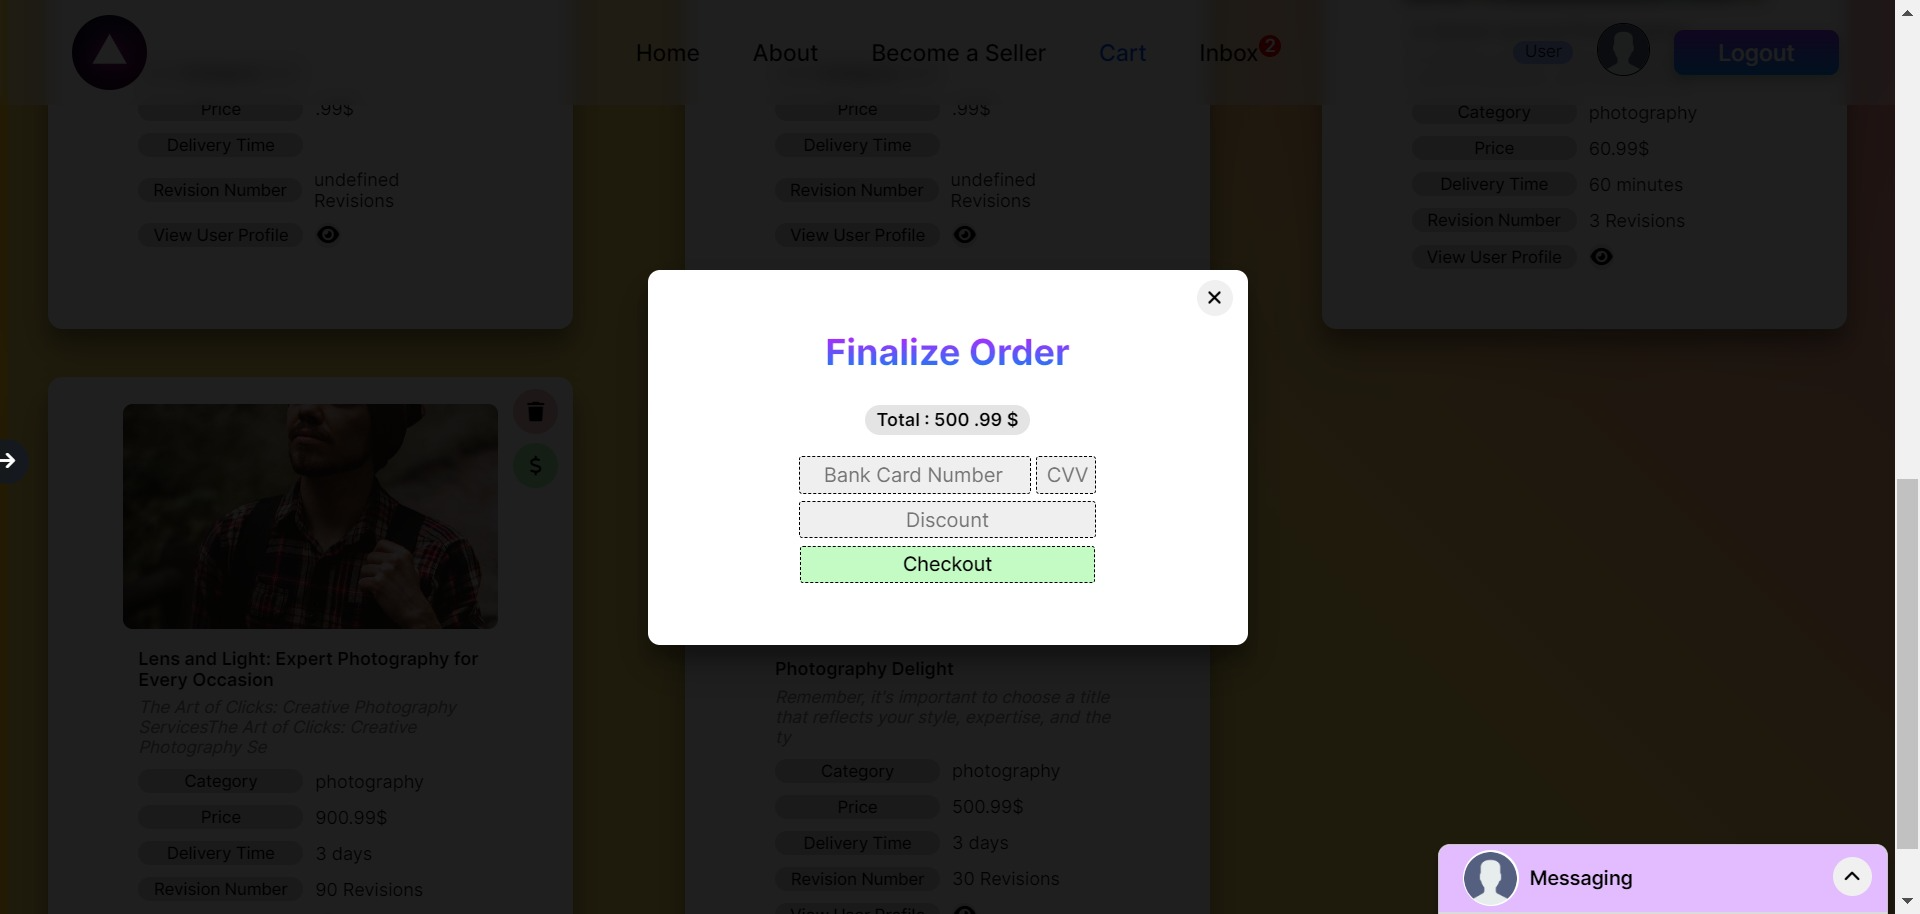 Home
About
Become a Seller
Cart
Inbox
2
User
Logout
Price
.99$
Delivery Time
Revision Number
undefined
Revisions
View User Profile
Price
.99$
Delivery Time
Revision Number
undefined
Revisions
View User Profile
Category
photography
Price
60.99$
Delivery Time
60 minutes
Revision Number
3 Revisions
View User Profile
Finalize Order
Total : 500 .99 $
Bank Card Number
CVV
Discount
Checkout
$
Lens and Light: Expert Photography for
Every Occasion
The Art of Clicks: Creative Photography
ServicesThe Art of Clicks: Creative
Photography Se
Category
photography
Price
900.99$
Delivery Time
3 days
Revision Number
90 Revisions
Photography Delight
Remember, it's important to choose a title
that reflects your style, expertise, and the
ty
Category
photography
Price
500.99$
Delivery Time
3 days
Revision Number
30 Revisions
View User Profile
Messaging